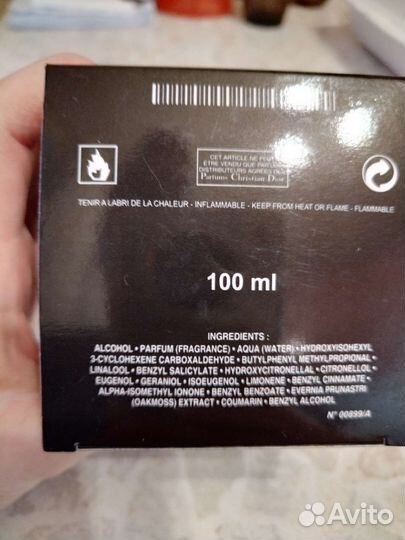 CET ARTICLE NE PEUT
ETRE VENDU QUE PAR LES
DISTRIBUTEURS AGREES DE
Parfums Christian Dior
TENIR A LABRI DE LA CHALEUR - INFLAMMABLE - KEEP FROM HEAT OR FLAME - FLAMMABLE
100 ml
INGREDIENTS :
ALCOHOL • PARFUM (FRAGRANCE) • AQUA (WATER) • HYDROXYISOHEXYL
3-CYCLOHEXENE CARBOXALDEHYDE • BUTYLPHENYL METHYLPROPIONAL •
LINALOOL • BENZYL SALICYLATE • HYDROXYCITRONELLAL • CITRONELLOL •
EUGENOL • GERANIOL • ISOEUGENOL • LIMONENE • BENZYL CINNAMATE •
ALPHA-ISOMETHYL IONONE • BENZYL BENZOATE • EVERNIA PRUNASTRI
(OAKMOSS) EXTRACT • COUMARIN • BENZYL ALCOHOL
N° 00899/A
Avito